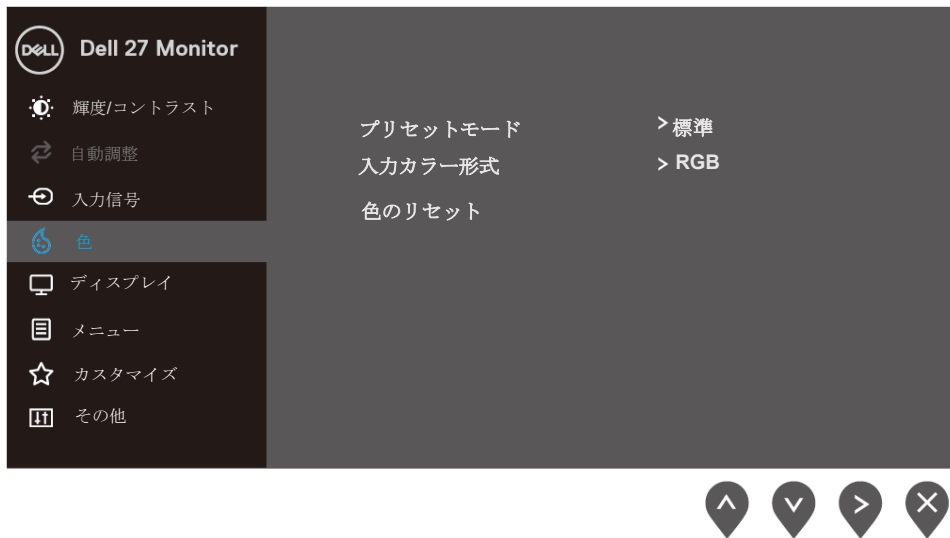 DELL Dell 27 Monitor
輝度/コントラスト
自動調整
入力信号
色
ディスプレイ
メニュー
カスタマイズ
その他
プリセットモード > 標準
入力カラー形式 > RGB
色のリセット